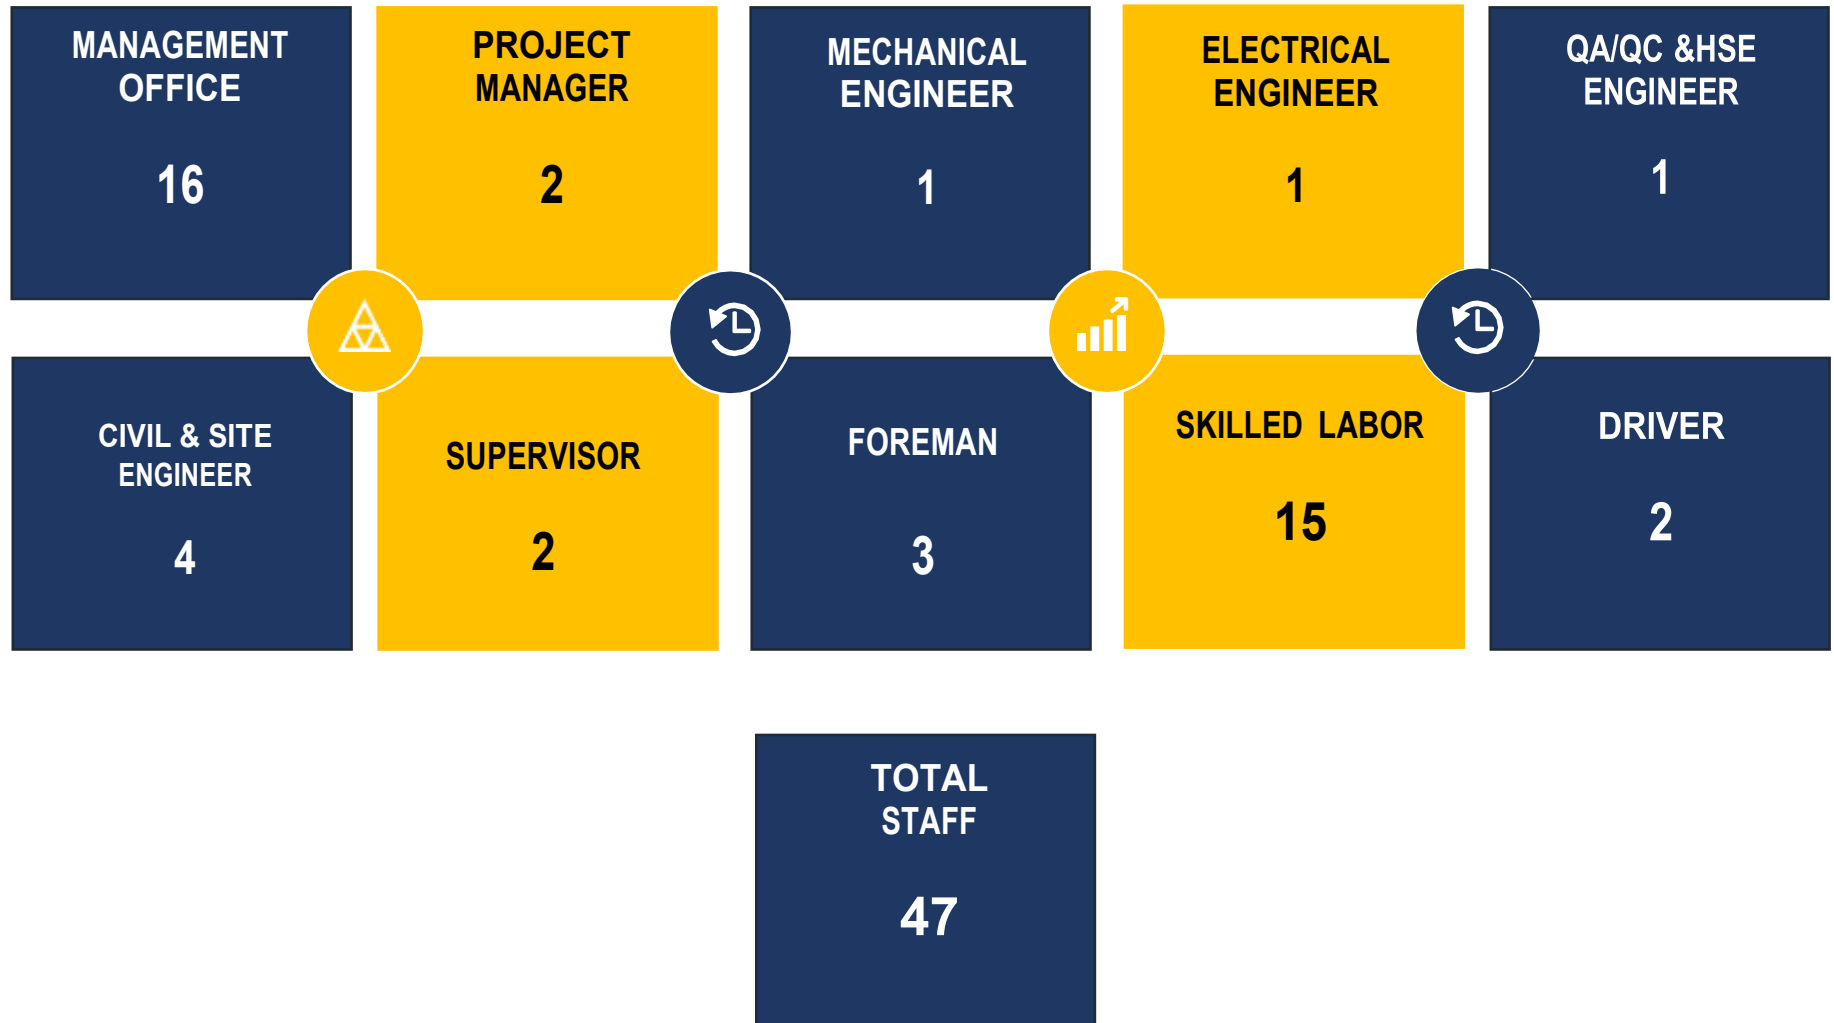 MANAGEMENT
OFFICE
16
PROJECT
MANAGER
2
MECHANICAL
ENGINEER
1
ELECTRICAL
ENGINEER
1
QA/QC &HSE
ENGINEER
1
CIVIL & SITE
ENGINEER
4
SUPERVISOR
2
FOREMAN
3
SKILLED LABOR
15
DRIVER
2
TOTAL
STAFF
47